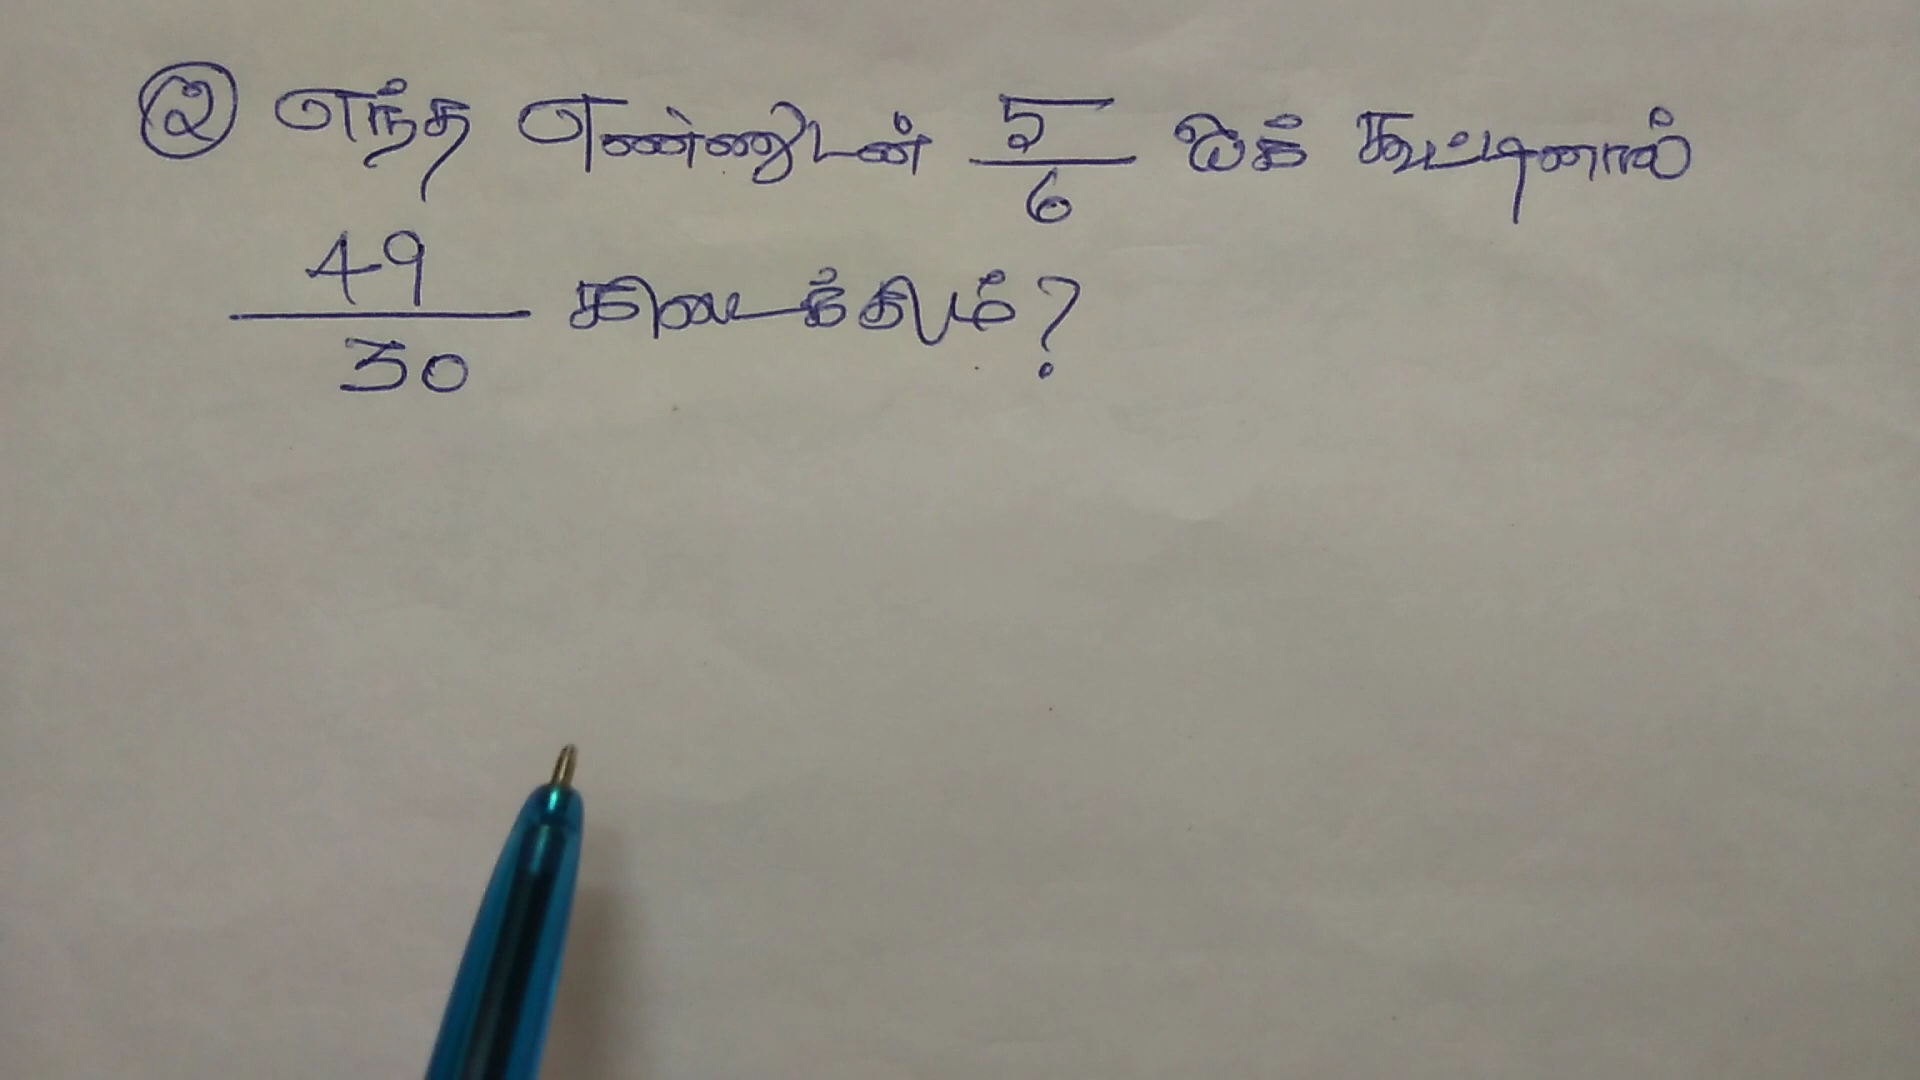 ② எந்த எண்ணுடன் 5/6 ஐக் கூட்டினால்
49/30 கிடைக்கும்?